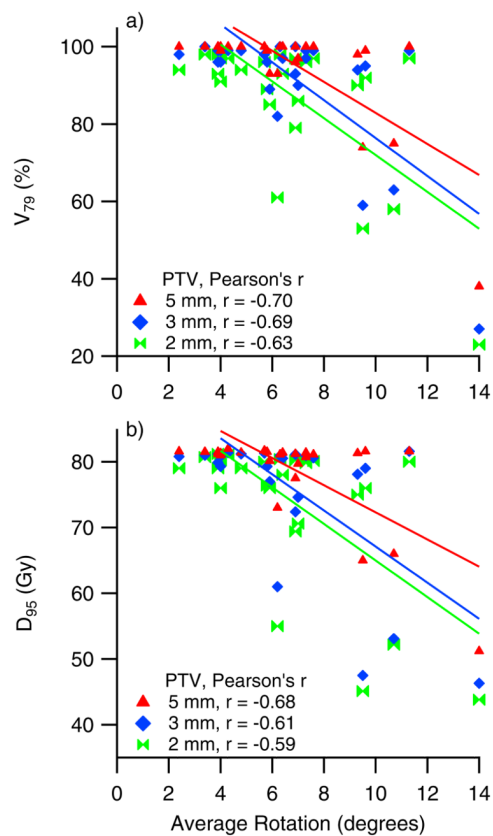 a)
100
80
60
40
20
V79 (%)
PTV, Pearson's r
5 mm, r = -0.70
3 mm, r = -0.69
2 mm, r = -0.63
0 2 4 6 8 10 12 14
b)
80
70
60
50
40
D95 (Gy)
PTV, Pearson's r
5 mm, r = -0.68
3 mm, r = -0.61
2 mm, r = -0.59
0 2 4 6 8 10 12 14
Average Rotation (degrees)